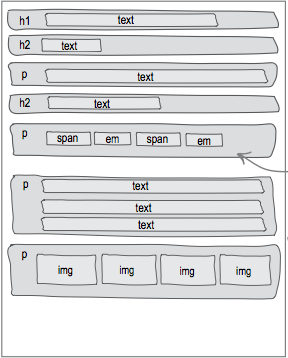 h1 text
h2 text
p text
h2 text
p span em span em
p text
text
text
p
img img img img